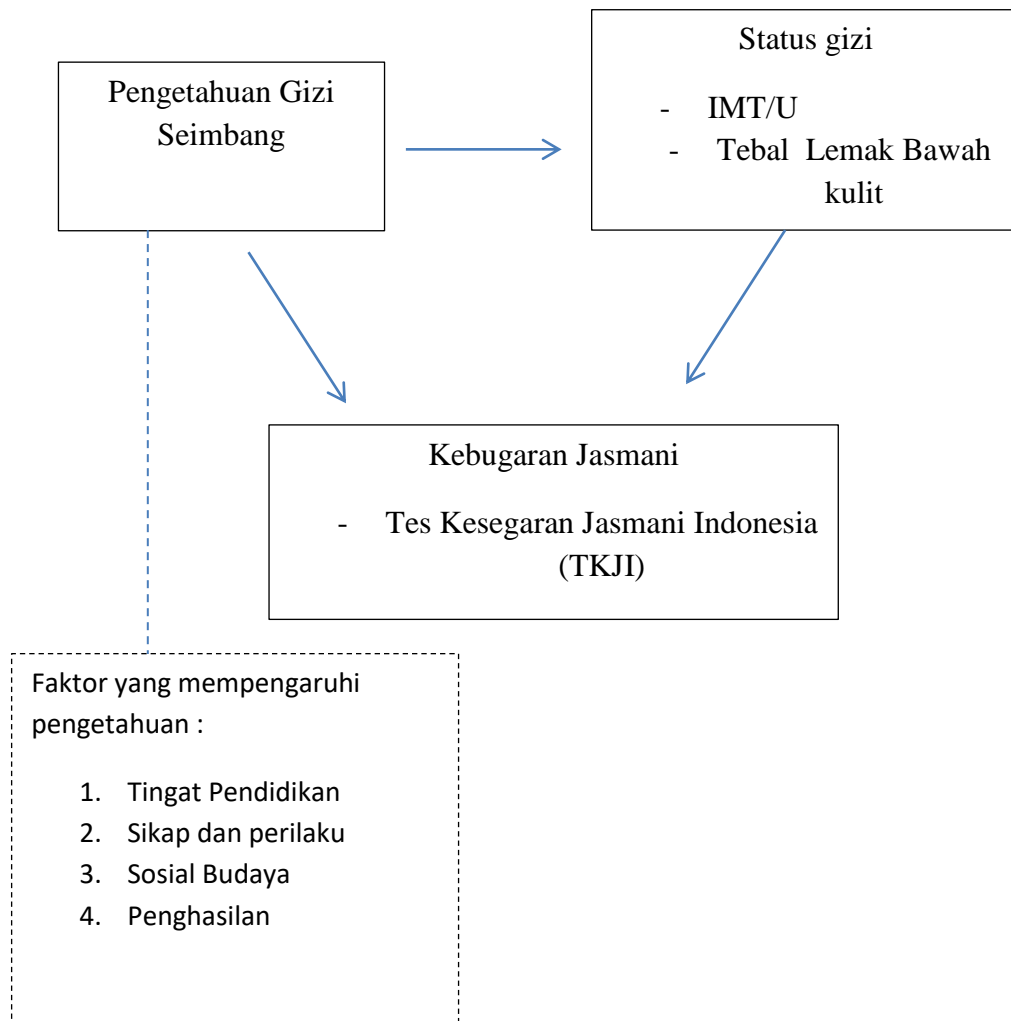 Pengetahuan Gizi
Seimbang
Status gizi
- IMT/U
- Tebal Lemak Bawah
kulit
Kebugaran Jasmani
- Tes Kesegaran Jasmani Indonesia
(TKJI)
Faktor yang mempengaruhi
pengetahuan :
1. Tingat Pendidikan
2. Sikap dan perilaku
3. Sosial Budaya
4. Penghasilan